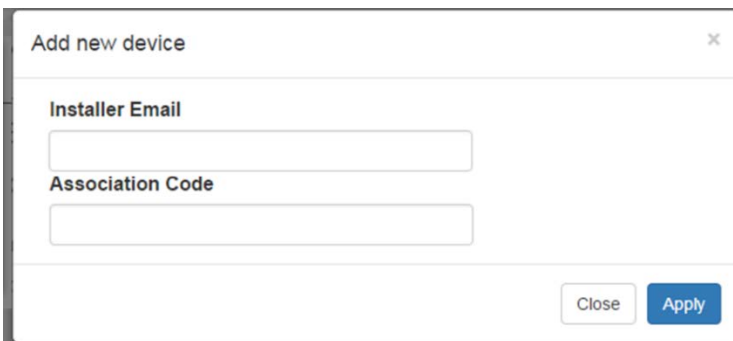 Add new device
×
Installer Email
Association Code
Close Apply